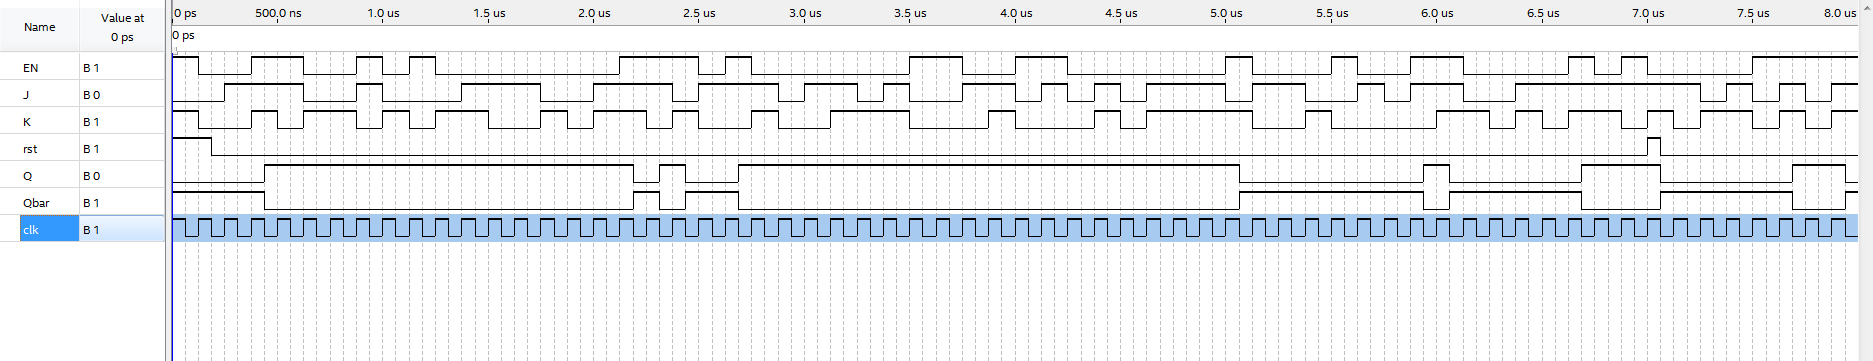 Name Value at 0 ps
0 ps 500.0 ns 1.0 us 1.5 us 2.0 us 2.5 us 3.0 us 3.5 us 4.0 us 4.5 us 5.0 us 5.5 us 6.0 us 6.5 us 7.0 us 7.5 us 8.0 us
0 ps
EN B 1
J B 0
K B 1
rst B 1
Q B 0
Qbar B 1
clk B 1